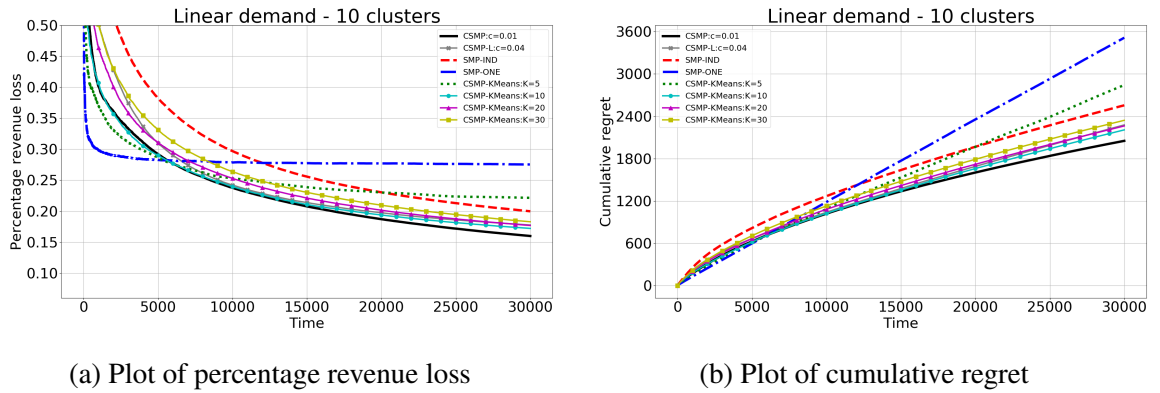 Linear demand - 10 clusters
0.50
0.45
0.40
0.35
0.30
0.25
0.20
0.15
0.10
Percentage revenue loss
CSMP:c=0.01
CSMP-L:c=0.04
SMP-IND
SMP-ONE
CSMP-KMeans:K=5
CSMP-KMeans:K=10
CSMP-KMeans:K=20
CSMP-KMeans:K=30
0 5000 10000 15000 20000 25000 30000
Time
(a) Plot of percentage revenue loss
Linear demand - 10 clusters
3600
3000
2400
1800
1200
600
0
Cumulative regret
CSMP:c=0.01
CSMP-L:c=0.04
SMP-IND
SMP-ONE
CSMP-KMeans:K=5
CSMP-KMeans:K=10
CSMP-KMeans:K=20
CSMP-KMeans:K=30
0 5000 10000 15000 20000 25000 30000
Time
(b) Plot of cumulative regret